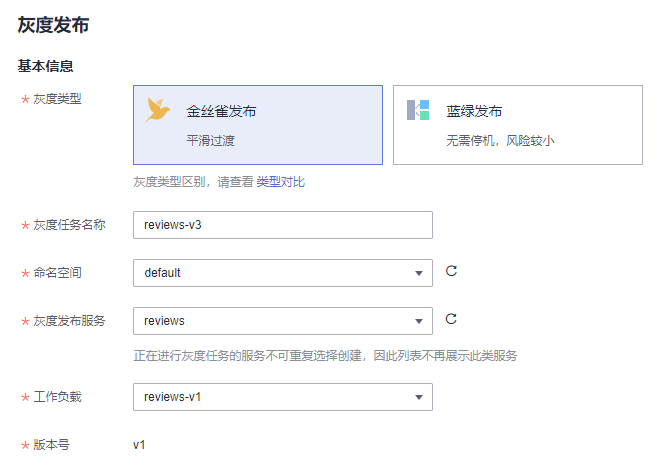 灰度发布
基本信息
* 灰度类型
金丝雀发布
平滑过渡
蓝绿发布
无需停机，风险较小
灰度类型区别，请查看 类型对比
* 灰度任务名称
reviews-v3
* 命名空间
default
* 灰度发布服务
reviews
正在进行灰度任务的服务不可重复选择创建，因此列表不再展示此类服务
* 工作负载
reviews-v1
* 版本号
v1